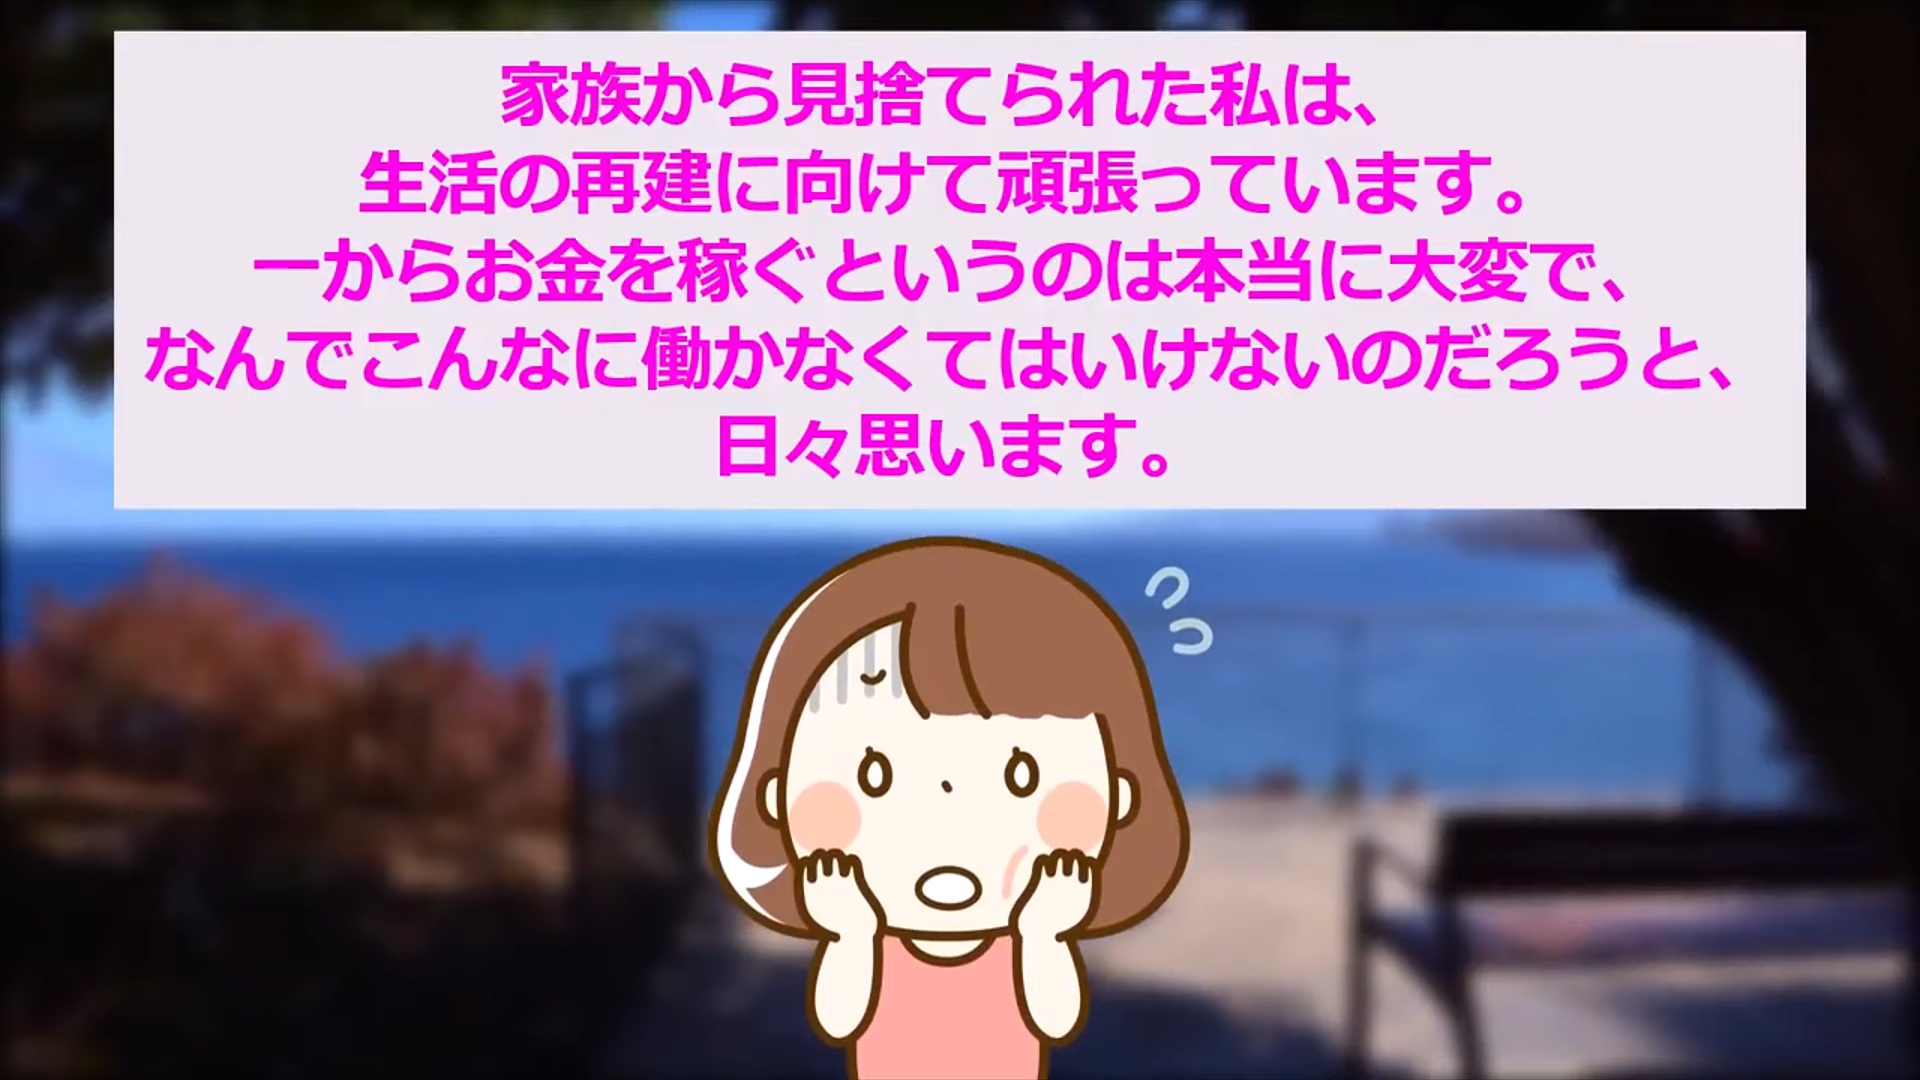 家族から見捨てられた私は、
生活の再建に向けて頑張っています。
一からお金を稼ぐというのは本当に大変で、
なんでこんなに働かなくてはいけないのだろうと、
日々思います。